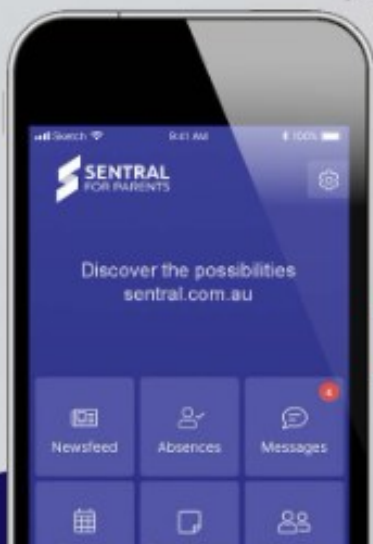 Sketch 9:41 AM 100%
SENTRAL
FOR PARENTS
Discover the possibilities
sentral.com.au
4
Newsfeed Absences Messages